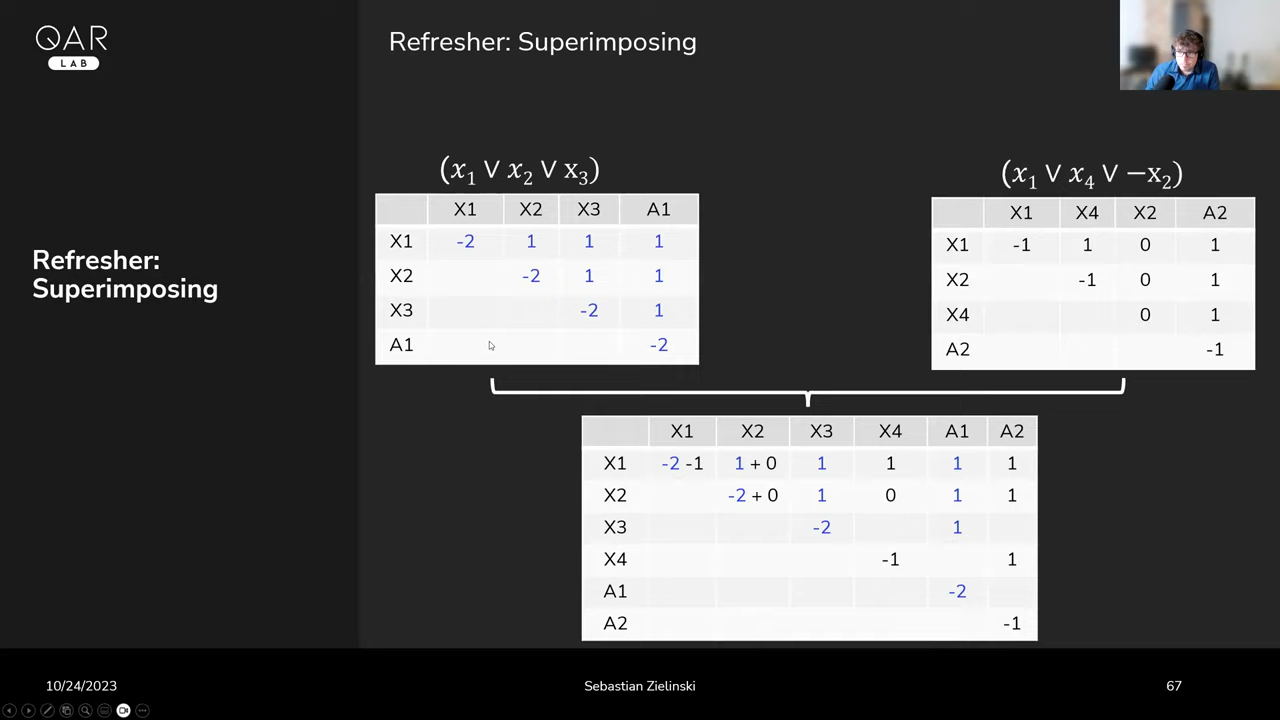 QAR
LAB
Refresher: Superimposing
Refresher:
Superimposing
(x₁ ∨ x₂ ∨ x₃)
X1 X2 X3 A1
X1 -2 1 1 1
X2 -2 1 1
X3 -2 1
A1 -2
(x₁ ∨ x₄ ∨ −x₂)
X1 X4 X2 A2
X1 -1 1 0 1
X2 -1 0 1
X4 0 1
A2 -1
X1 X2 X3 X4 A1 A2
X1 -2 -1 1 + 0 1 1 1 1
X2 -2 + 0 1 0 1 1
X3 -2 1
X4 -1 1
A1 -2
A2 -1
10/24/2023 Sebastian Zielinski 67